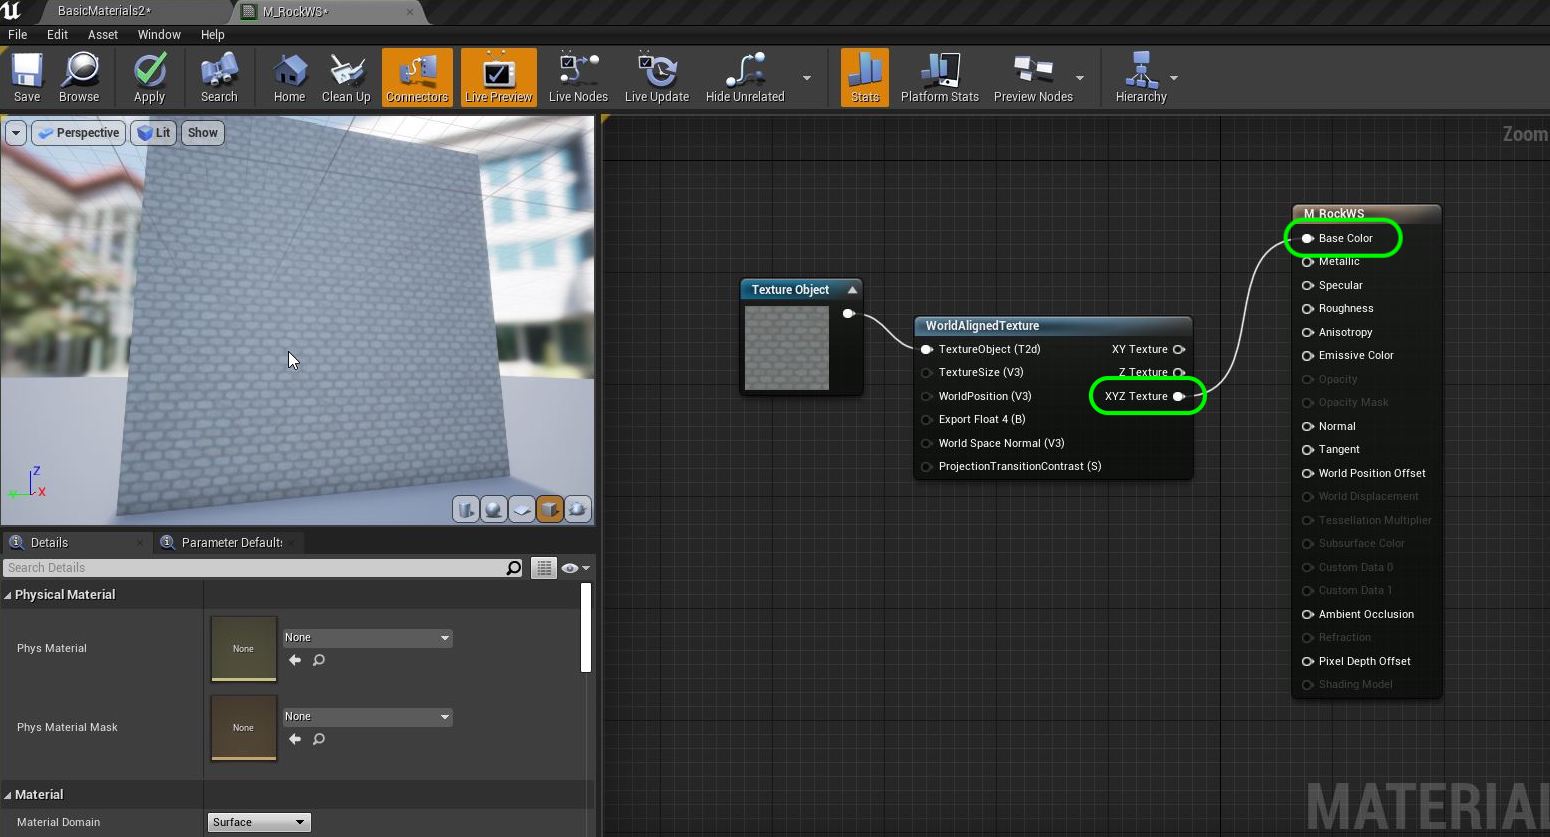 BasicMaterials2*
M_RockWS*
File Edit Asset Window Help
Save Browse Apply Search Home Clean Up Connectors Live Preview Live Nodes Live Update Hide Unrelated Stats Platform Stats Preview Nodes Hierarchy
Perspective Lit Show
Zoom
M_RockWS
Base Color
Metallic
Specular
Roughness
Anisotropy
Emissive Color
Opacity
Opacity Mask
Normal
Tangent
World Position Offset
World Displacement
Tessellation Multiplier
Subsurface Color
Custom Data 0
Custom Data 1
Ambient Occlusion
Refraction
Pixel Depth Offset
Shading Model
Texture Object
WorldAlignedTexture
TextureObject (T2d) XY Texture
TextureSize (V3) Z Texture
WorldPosition (V3) XYZ Texture
Export Float 4 (B)
World Space Normal (V3)
ProjectionTransitionContrast (S)
Z
Y
X
Details Parameter Default
Search Details
Physical Material
Phys Material None None
Phys Material Mask None None
Material
Material Domain Surface
MATERIAL